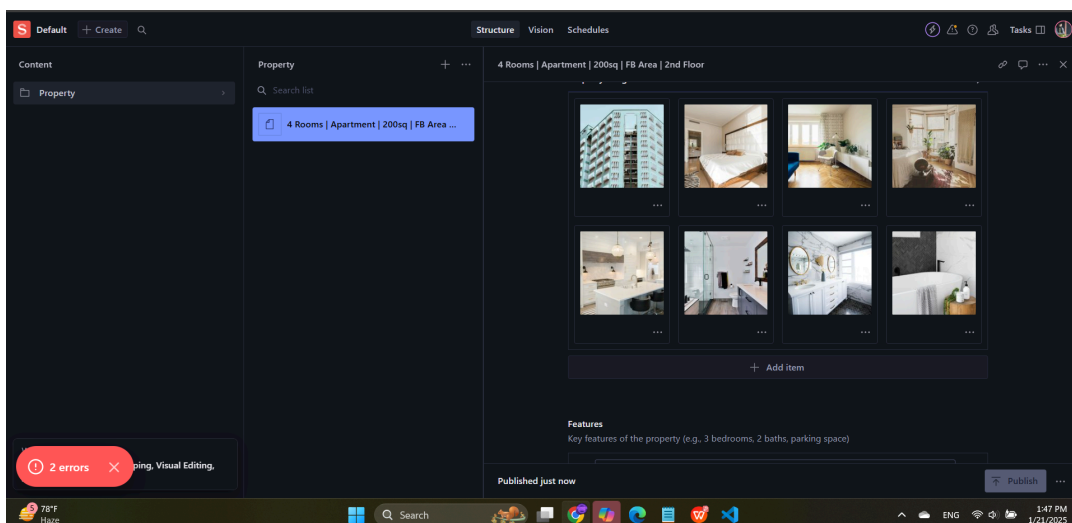 S Default + Create
Structure Vision Schedules
Tasks
Content
Property
Property
Search list
4 Rooms | Apartment | 200sq | FB Area ...
4 Rooms | Apartment | 200sq | FB Area | 2nd Floor
+ Add item
Features
Key features of the property (e.g., 3 bedrooms, 2 baths, parking space)
2 errors
ping, Visual Editing,
Published just now
Publish
5
78°F
Haze
Search
ENG
1:47 PM
1/21/2025